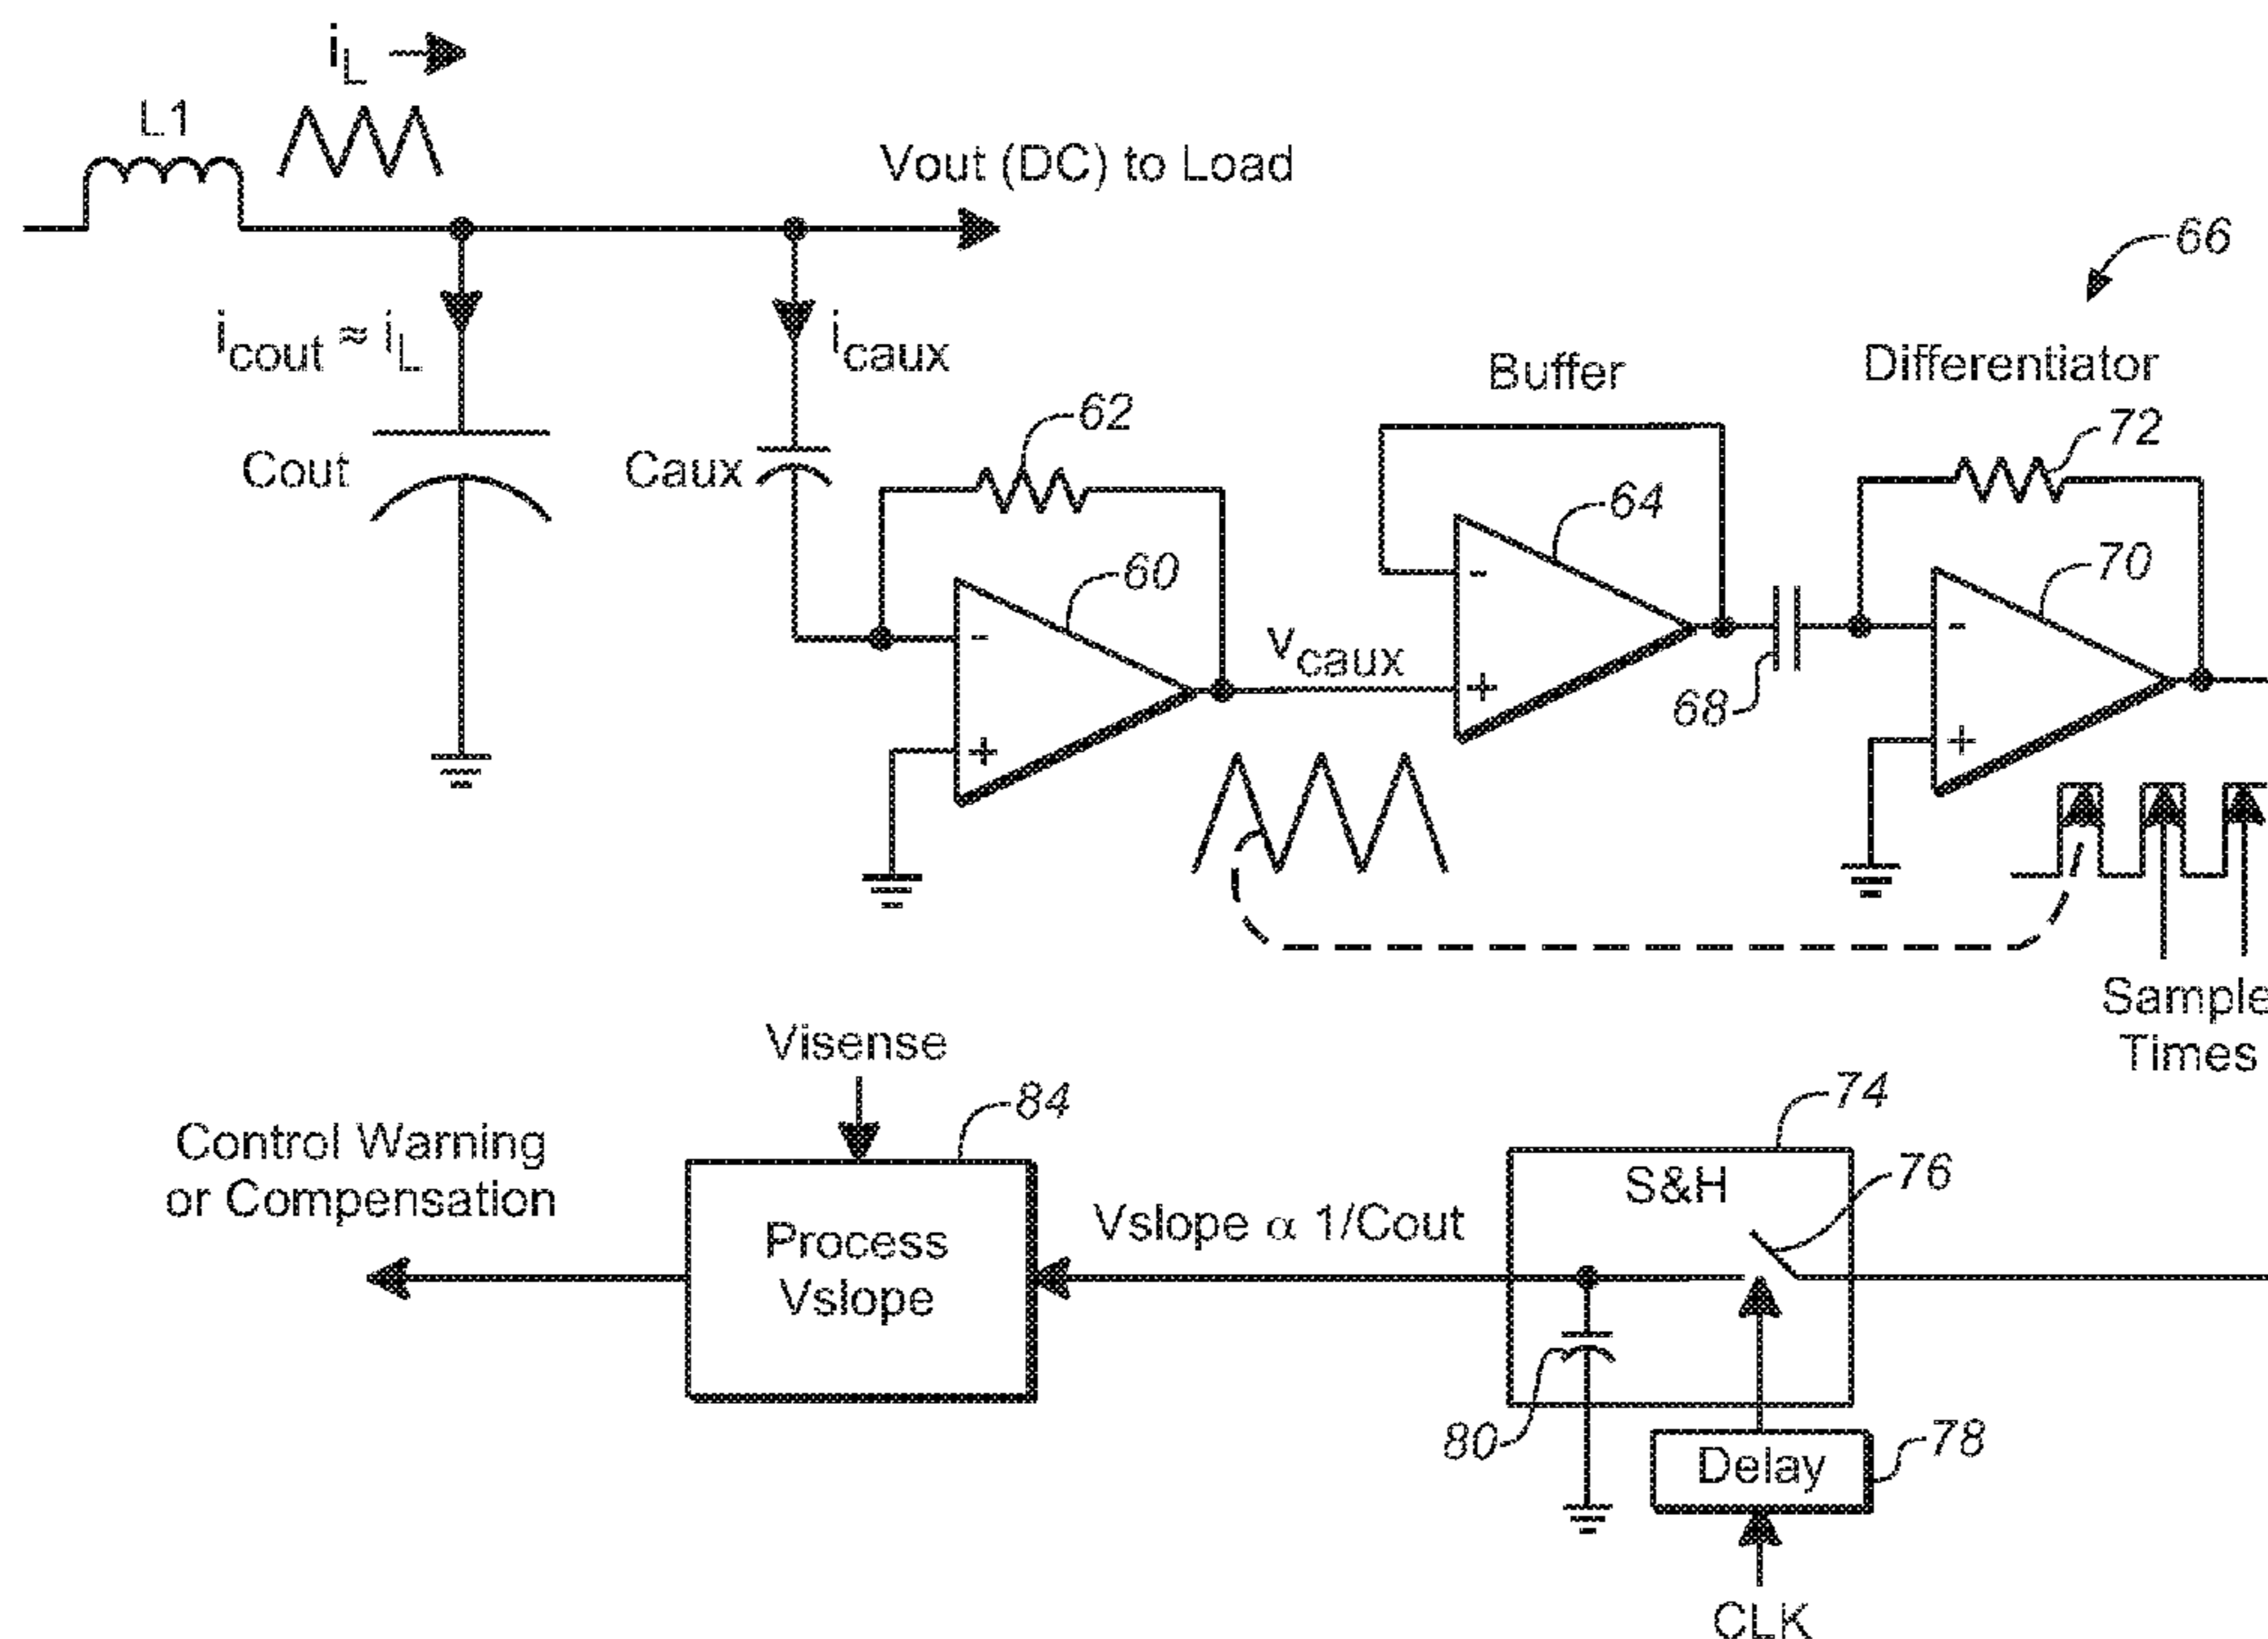 iL
L1
Vout (DC) to Load
66
icout ≈ iL
icaux
Buffer
Differentiator
62
72
Cout
Caux
64
60
70
-
-
-
vcaux
68
+
+
+
Sample
Times
Visense
84
74
Control Warning
or Compensation
S&H
76
Vslope α 1/Cout
Process
Vslope
80
Delay
78
CLK